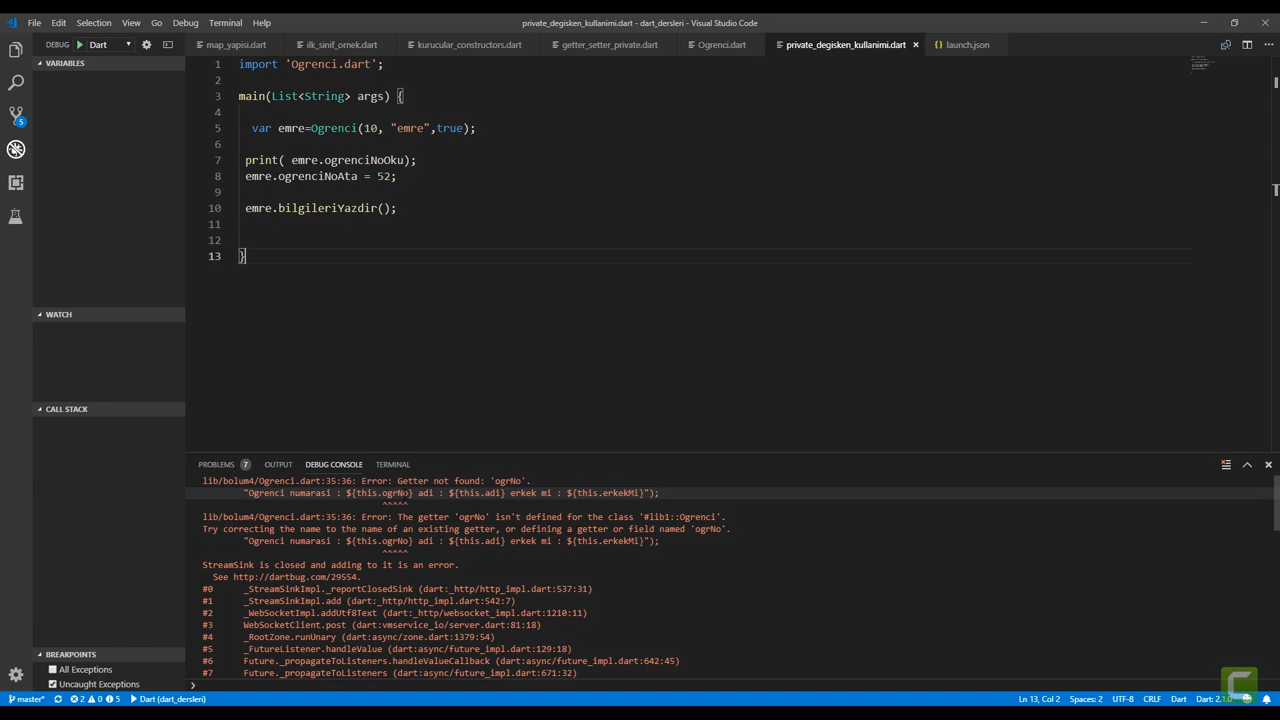 File Edit Selection View Go Debug Terminal Help
private_degisken_kullanimi.dart - dart_dersleri - Visual Studio Code
DEBUG Dart
map_yapisi.dart ilk_sinif_ornek.dart kurucular_constructors.dart getter_setter_private.dart Ogrenci.dart private_degisken_kullanimi.dart launch.json
VARIABLES
WATCH
CALL STACK
BREAKPOINTS
All Exceptions
Uncaught Exceptions
5
1 import 'Ogrenci.dart';
2
3 main(List<String> args) {
4
5 var emre=Ogrenci(10, "emre",true);
6
7 print( emre.ogrenciNoOku);
8 emre.ogrenciNoAta = 52;
9
10 emre.bilgileriYazdir();
11
12
13 }
PROBLEMS 7 OUTPUT DEBUG CONSOLE TERMINAL
lib/bolum4/Ogrenci.dart:35:36: Error: Getter not found: 'ogrNo'.
"Ogrenci numarasi : ${this.ogrNo} adi : ${this.adi} erkek mi : ${this.erkekMi}");
^^^^^
lib/bolum4/Ogrenci.dart:35:36: Error: The getter 'ogrNo' isn't defined for the class '#lib1::Ogrenci'.
Try correcting the name to the name of an existing getter, or defining a getter or field named 'ogrNo'.
"Ogrenci numarasi : ${this.ogrNo} adi : ${this.adi} erkek mi : ${this.erkekMi}");
^^^^^
StreamSink is closed and adding to it is an error.
See http://dartbug.com/29554.
#0 _StreamSinkImpl._reportClosedSink (dart:_http/http_impl.dart:537:31)
#1 _StreamSinkImpl.add (dart:_http/http_impl.dart:542:7)
#2 _WebSocketImpl.addUtf8Text (dart:_http/websocket_impl.dart:1210:11)
#3 WebSocketClient.post (dart:vmservice_io/server.dart:81:18)
#4 _RootZone.runUnary (dart:async/zone.dart:1379:54)
#5 _FutureListener.handleValue (dart:async/future_impl.dart:129:18)
#6 Future._propagateToListeners.handleValueCallback (dart:async/future_impl.dart:642:45)
#7 Future._propagateToListeners (dart:async/future_impl.dart:671:32)
master* 2 0 5 Dart (dart_dersleri) Ln 13, Col 2 Spaces: 2 UTF-8 CRLF Dart Dart: 2.1.0